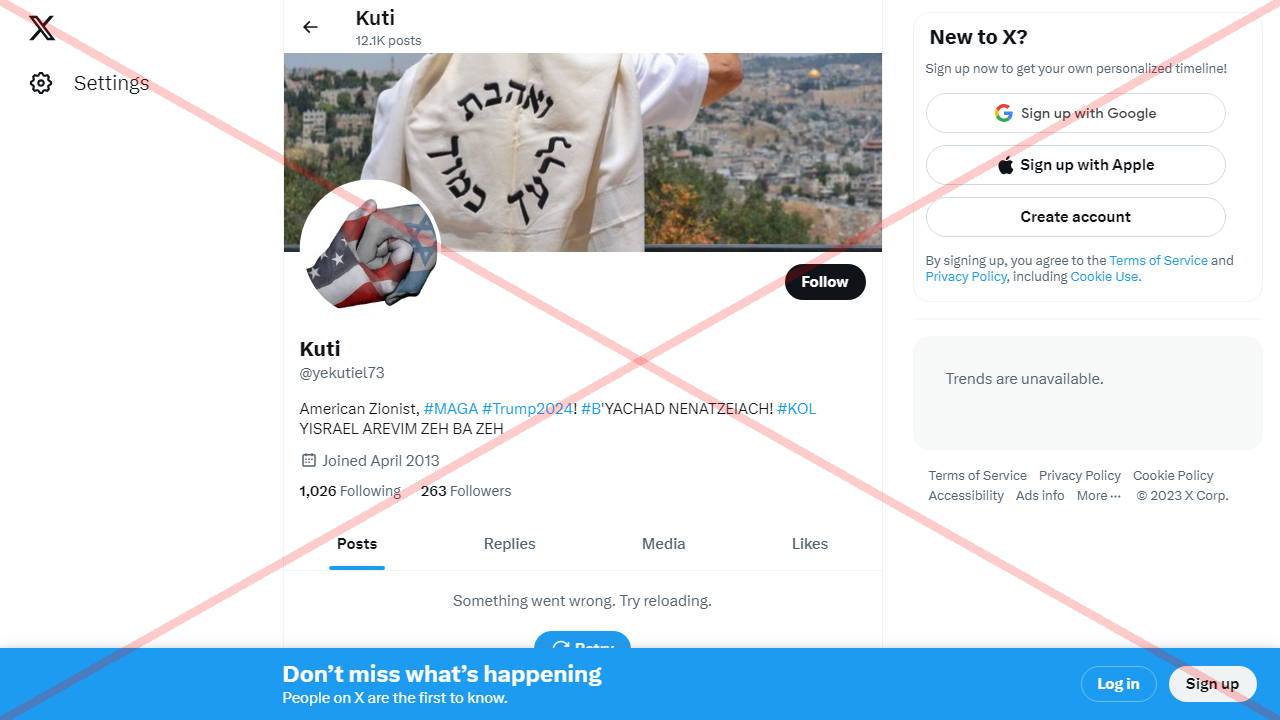 Settings
Kuti
12.1K posts
ואהבת
לרעך
כמוך
Follow
Kuti
@yekutiel73
American Zionist, #MAGA #Trump2024! #B'YACHAD NENATZEIACH! #KOL
YISRAEL AREVIM ZEH BA ZEH
Joined April 2013
1,026 Following 263 Followers
Posts Replies Media Likes
Something went wrong. Try reloading.
Retry
New to X?
Sign up now to get your own personalized timeline!
Sign up with Google
Sign up with Apple
Create account
By signing up, you agree to the Terms of Service and
Privacy Policy, including Cookie Use.
Trends are unavailable.
Terms of Service Privacy Policy Cookie Policy
Accessibility Ads info More ··· © 2023 X Corp.
Don’t miss what’s happening
People on X are the first to know.
Log in Sign up